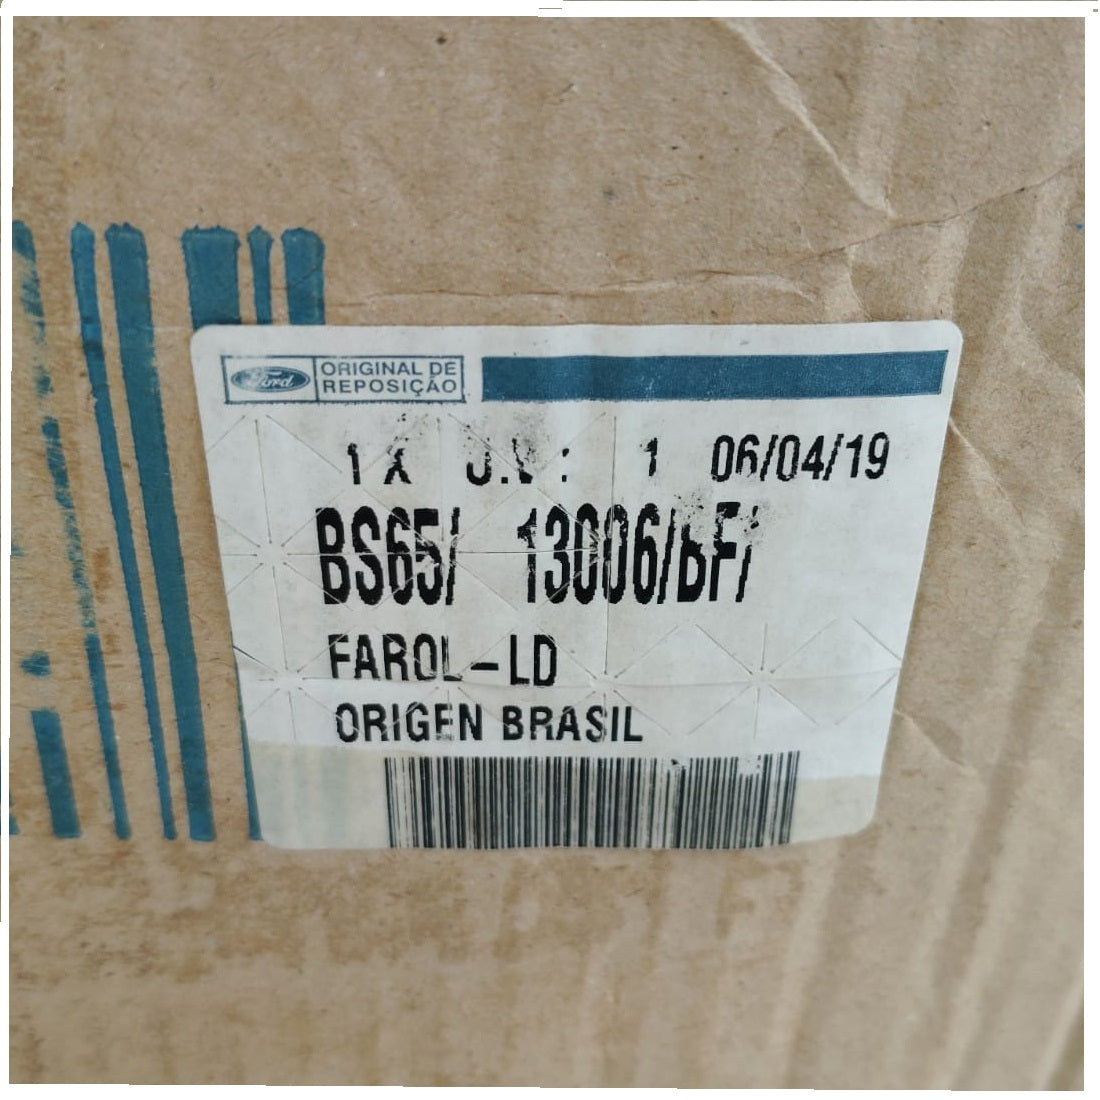 Ford
ORIGINAL DE
REPOSIÇÃO
1 X U.V: 1 06/04/19
BS65/ 13006/BF/
FAROL-LD
ORIGEN BRASIL